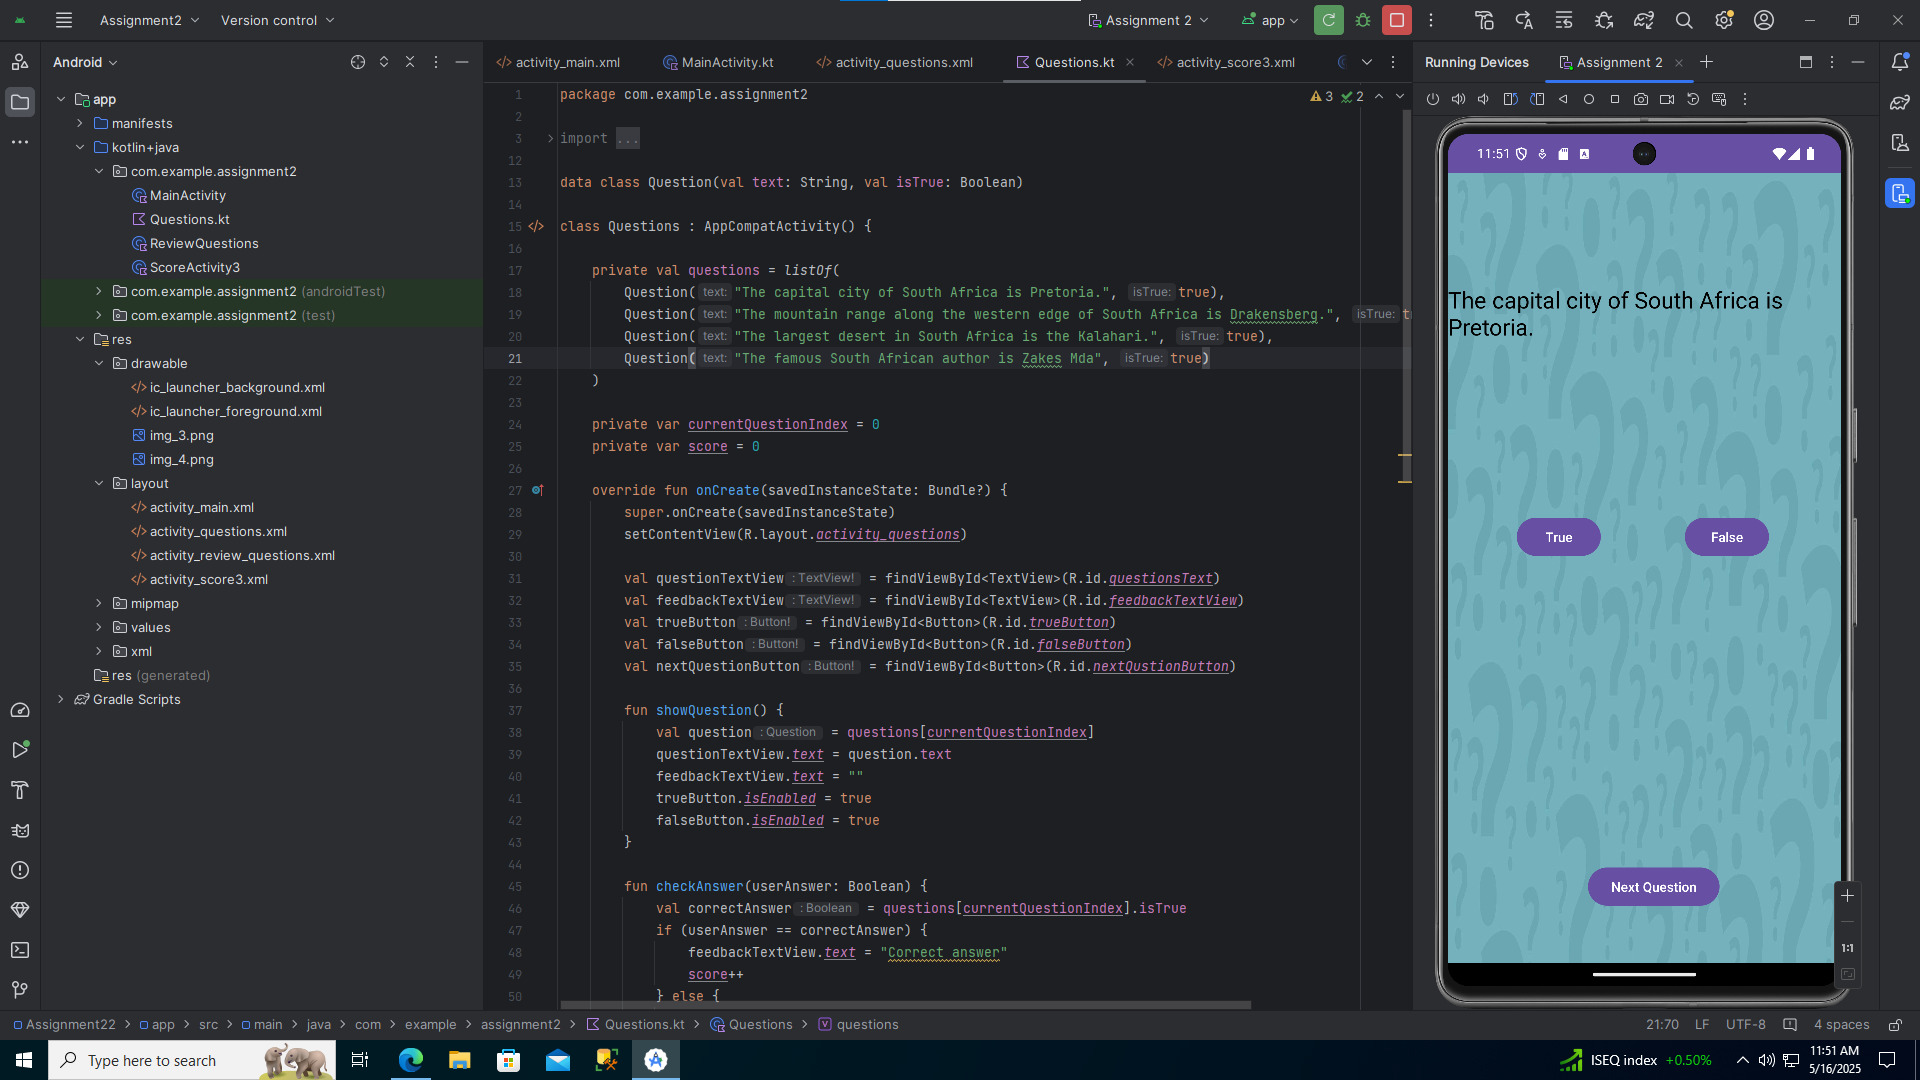 Assignment2
Version control
Assignment 2
app
Android
activity_main.xml
MainActivity.kt
activity_questions.xml
Questions.kt
activity_score3.xml
Running Devices
Assignment 2
app
manifests
kotlin+java
com.example.assignment2
MainActivity
Questions.kt
ReviewQuestions
ScoreActivity3
com.example.assignment2 (androidTest)
com.example.assignment2 (test)
res
drawable
ic_launcher_background.xml
ic_launcher_foreground.xml
img_3.png
img_4.png
layout
activity_main.xml
activity_questions.xml
activity_review_questions.xml
activity_score3.xml
mipmap
values
xml
res (generated)
Gradle Scripts
3 2
1 package com.example.assignment2
2
3 import ...
12
13 data class Question(val text: String, val isTrue: Boolean)
14
15 class Questions : AppCompatActivity() {
16
17 private val questions = listOf(
18 Question( text: "The capital city of South Africa is Pretoria.", isTrue: true),
19 Question( text: "The mountain range along the western edge of South Africa is Drakensberg.", isTrue: t
20 Question( text: "The largest desert in South Africa is the Kalahari.", isTrue: true),
21 Question( text: "The famous South African author is Zakes Mda", isTrue: true)
22 )
23
24 private var currentQuestionIndex = 0
25 private var score = 0
26
27 override fun onCreate(savedInstanceState: Bundle?) {
28 super.onCreate(savedInstanceState)
29 setContentView(R.layout.activity_questions)
30
31 val questionTextView : TextView! = findViewById<TextView>(R.id.questionsText)
32 val feedbackTextView : TextView! = findViewById<TextView>(R.id.feedbackTextView)
33 val trueButton : Button! = findViewById<Button>(R.id.trueButton)
34 val falseButton : Button! = findViewById<Button>(R.id.falseButton)
35 val nextQuestionButton : Button! = findViewById<Button>(R.id.nextQustionButton)
36
37 fun showQuestion() {
38 val question : Question = questions[currentQuestionIndex]
39 questionTextView.text = question.text
40 feedbackTextView.text = ""
41 trueButton.isEnabled = true
42 falseButton.isEnabled = true
43 }
44
45 fun checkAnswer(userAnswer: Boolean) {
46 val correctAnswer : Boolean = questions[currentQuestionIndex].isTrue
47 if (userAnswer == correctAnswer) {
48 feedbackTextView.text = "Correct answer"
49 score++
50 } else {
11:51
The capital city of South Africa is
Pretoria.
True
False
Next Question
1:1
Assignment22 > app > src > main > java > com > example > assignment2 > Questions.kt > Questions > questions
21:70 LF UTF-8 4 spaces
Type here to search
ISEQ index +0.50%
11:51 AM
5/16/2025